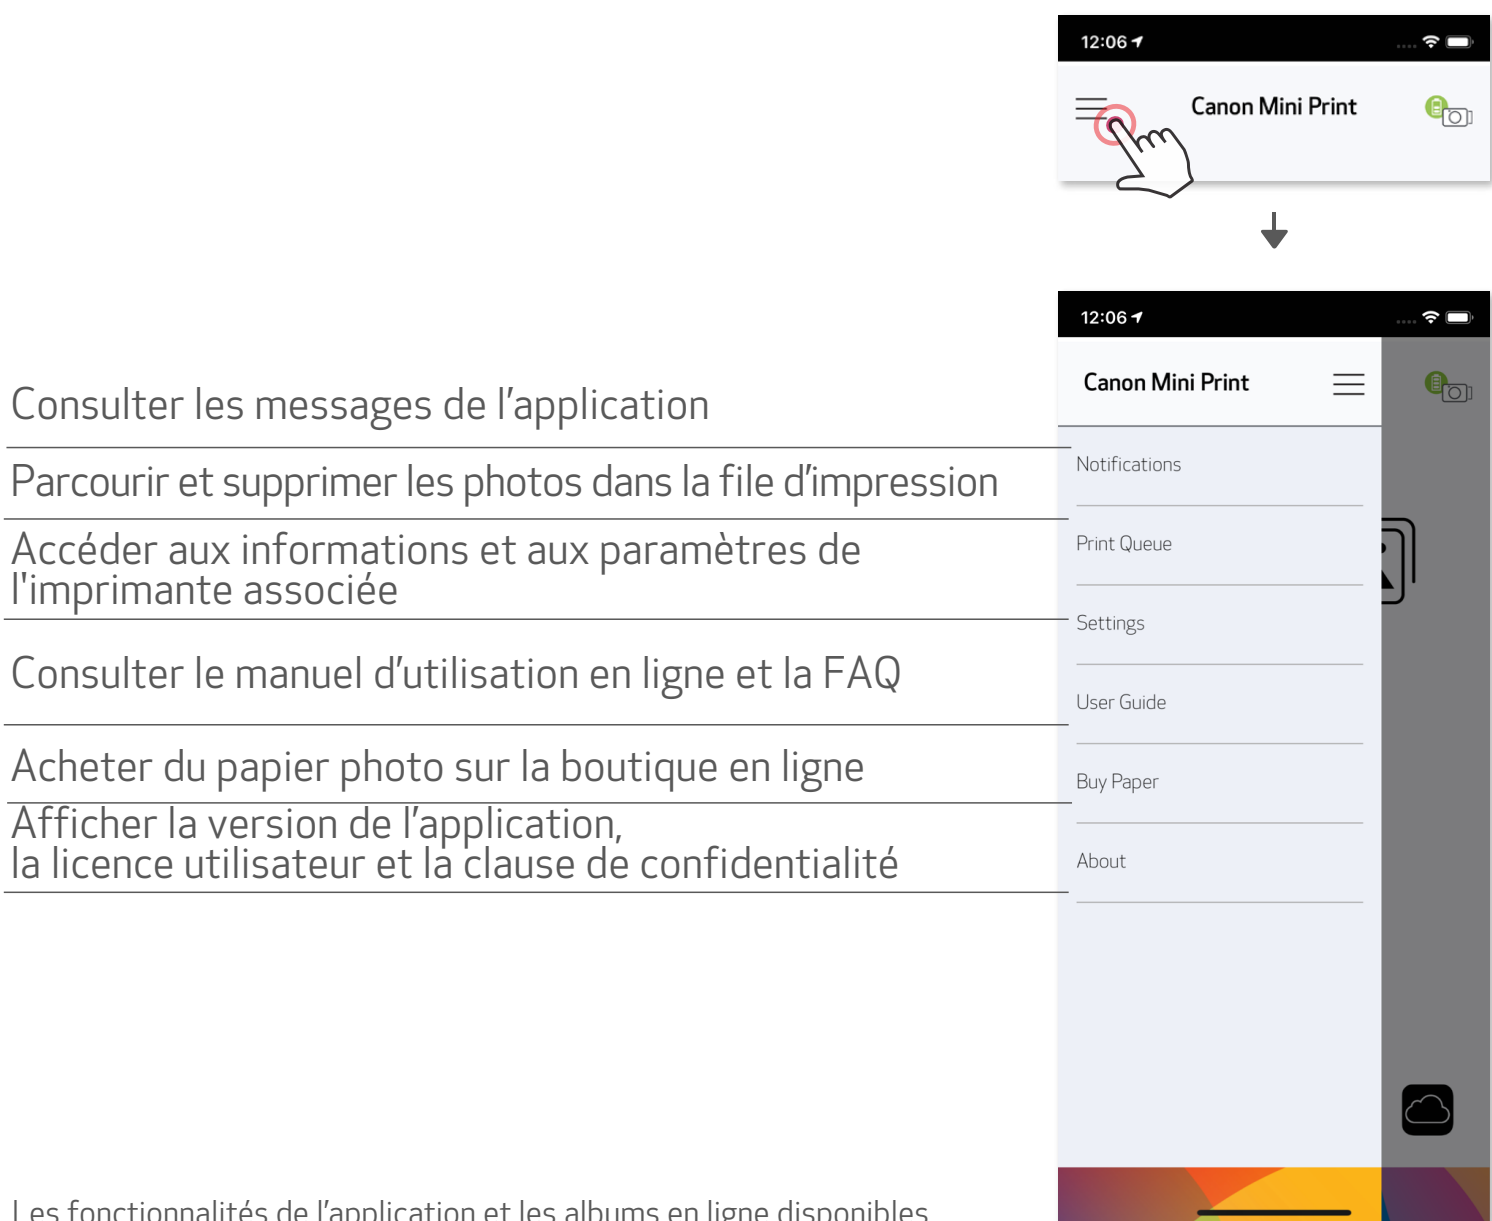 12:06
Canon Mini Print
12:06
Canon Mini Print
Consulter les messages de l’application
Notifications
Parcourir et supprimer les photos dans la file d’impression
Print Queue
Accéder aux informations et aux paramètres de
l'imprimante associée
Settings
Consulter le manuel d’utilisation en ligne et la FAQ
User Guide
Acheter du papier photo sur la boutique en ligne
Buy Paper
Afficher la version de l’application,
la licence utilisateur et la clause de confidentialité
About
Les fonctionnalités de l’application et les albums en ligne disponibles